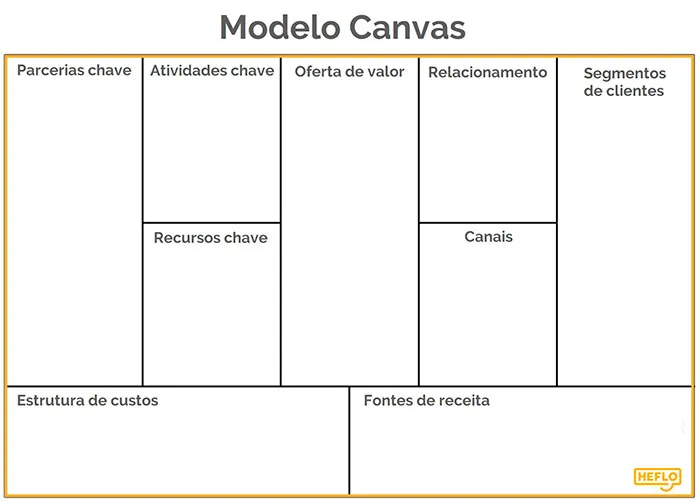 Modelo Canvas
Parcerias chave
Atividades chave
Oferta de valor
Relacionamento
Segmentos
de clientes
Recursos chave
Canais
Estrutura de custos
Fontes de receita
HEFLO